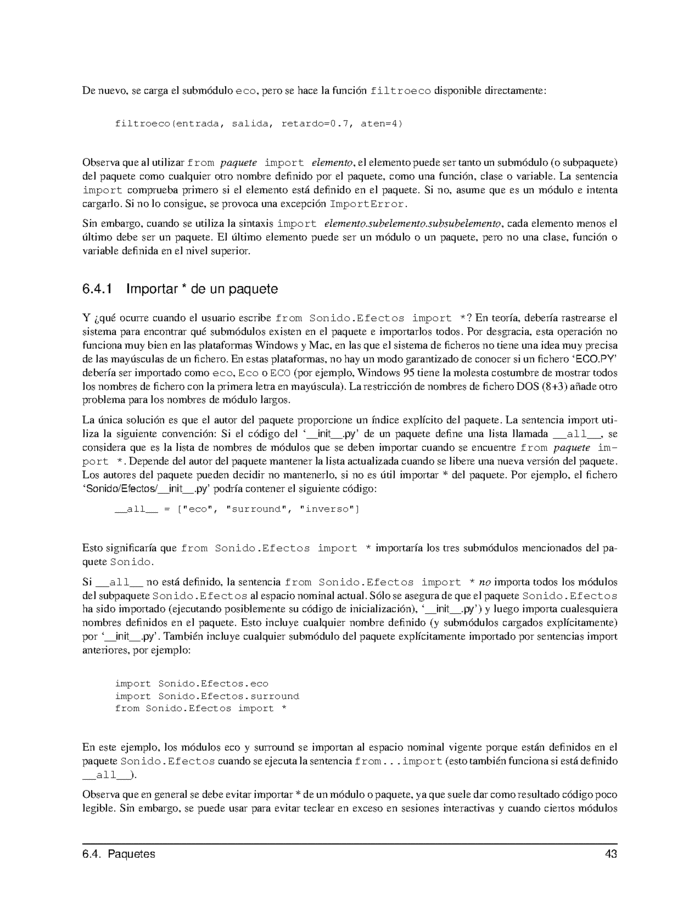 De nuevo, se carga el submódulo eco, pero se hace la función filtroeco disponible directamente:
filtroeco(entrada, salida, retardo=0.7, aten=4)
Observa que al utilizar from paquete import elemento, el elemento puede ser tanto un submódulo (o subpaquete)
del paquete como cualquier otro nombre definido por el paquete, como una función, clase o variable. La sentencia
import comprueba primero si el elemento está definido en el paquete. Si no, asume que es un módulo e intenta
cargarlo. Si no lo consigue, se provoca una excepción ImportError.
Sin embargo, cuando se utiliza la sintaxis import elemento.subelemento.subsubelemento, cada elemento menos el
último debe ser un paquete. El último elemento puede ser un módulo o un paquete, pero no una clase, función o
variable definida en el nivel superior.
6.4.1 Importar * de un paquete
Y ¿qué ocurre cuando el usuario escribe from Sonido.Efectos import *? En teoría, debería rastrearse el
sistema para encontrar qué submódulos existen en el paquete e importarlos todos. Por desgracia, esta operación no
funciona muy bien en las plataformas Windows y Mac, en las que el sistema de ficheros no tiene una idea muy precisa
de las mayúsculas de un fichero. En estas plataformas, no hay un modo garantizado de conocer si un fichero ‘ECO.PY’
debería ser importado como eco, Eco o ECO (por ejemplo, Windows 95 tiene la molesta costumbre de mostrar todos
los nombres de fichero con la primera letra en mayúscula). La restricción de nombres de fichero DOS (8+3) añade otro
problema para los nombres de módulo largos.
La única solución es que el autor del paquete proporcione un índice explícito del paquete. La sentencia import uti-
liza la siguiente convención: Si el código del ‘__init__.py’ de un paquete define una lista llamada __all__, se
considera que es la lista de nombres de módulos que se deben importar cuando se encuentre from paquete im-
port *. Depende del autor del paquete mantener la lista actualizada cuando se libere una nueva versión del paquete.
Los autores del paquete pueden decidir no mantenerlo, si no es útil importar * del paquete. Por ejemplo, el fichero
‘Sonido/Efectos/__init__.py’ podría contener el siguiente código:
__all__ = ["eco", "surround", "inverso"]
Esto significaría que from Sonido.Efectos import * importaría los tres submódulos mencionados del pa-
quete Sonido.
Si __all__ no está definido, la sentencia from Sonido.Efectos import * no importa todos los módulos
del subpaquete Sonido.Efectos al espacio nominal actual. Sólo se asegura de que el paquete Sonido.Efectos
ha sido importado (ejecutando posiblemente su código de inicialización), ‘__init__.py’) y luego importa cualesquiera
nombres definidos en el paquete. Esto incluye cualquier nombre definido (y submódulos cargados explícitamente)
por ‘__init__.py’. También incluye cualquier submódulo del paquete explícitamente importado por sentencias import
anteriores, por ejemplo:
import Sonido.Efectos.eco
import Sonido.Efectos.surround
from Sonido.Efectos import *
En este ejemplo, los módulos eco y surround se importan al espacio nominal vigente porque están definidos en el
paquete Sonido.Efectos cuando se ejecuta la sentencia from...import (esto también funciona si está definido
__all__).
Observa que en general se debe evitar importar * de un módulo o paquete, ya que suele dar como resultado código poco
legible. Sin embargo, se puede usar para evitar teclear en exceso en sesiones interactivas y cuando ciertos módulos
6.4. Paquetes 43